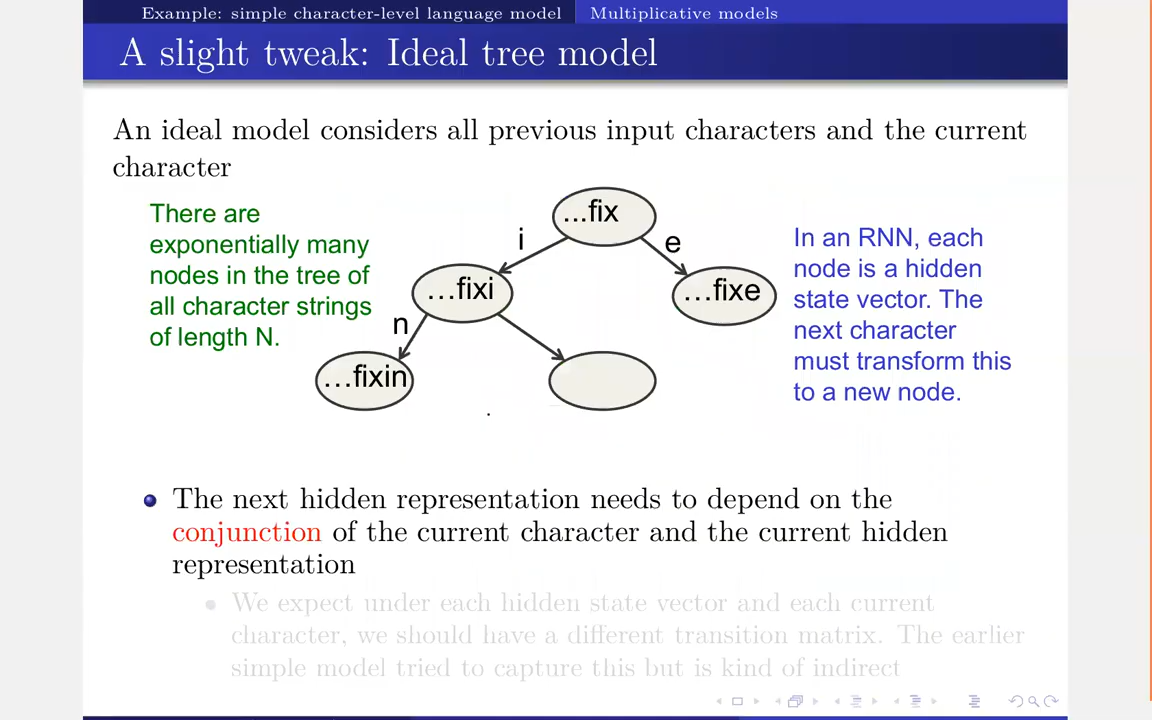 Example: simple character-level language model Multiplicative models
A slight tweak: Ideal tree model
An ideal model considers all previous input characters and the current
character
There are
exponentially many
nodes in the tree of
all character strings
of length N.
...fix
i
e
...fixi
...fixe
n
...fixin
In an RNN, each
node is a hidden
state vector. The
next character
must transform this
to a new node.
The next hidden representation needs to depend on the
conjunction of the current character and the current hidden
representation
We expect under each hidden state vector and each current
character, we should have a different transition matrix. The earlier
simple model tried to capture this but is kind of indirect